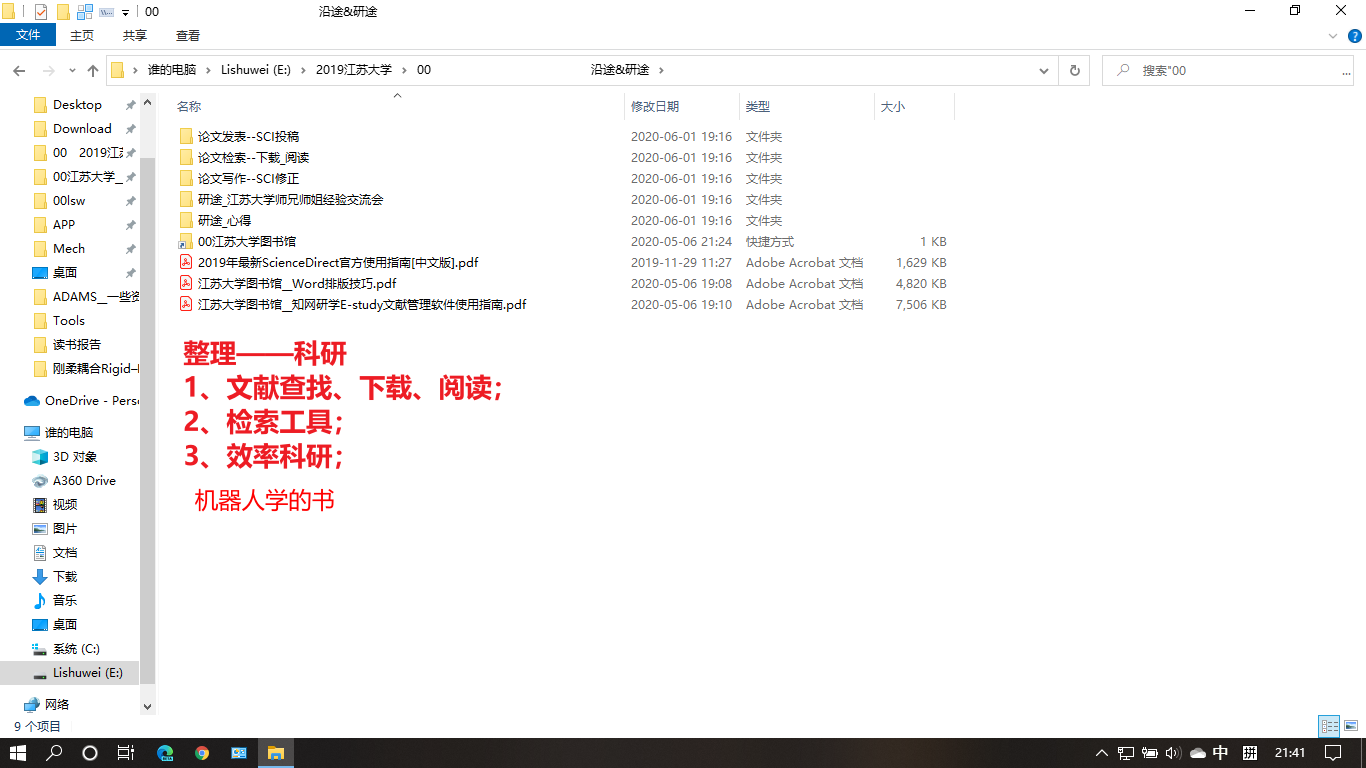 00 沿途&研途
文件 主页 共享 查看
谁的电脑 Lishuwei (E:) 2019江苏大学 00 沿途&研途 搜索"00 ...
名称 修改日期 类型 大小
论文发表--SCI投稿 2020-06-01 19:16 文件夹
论文检索--下载_阅读 2020-06-01 19:16 文件夹
论文写作--SCI修正 2020-06-01 19:16 文件夹
研途_江苏大学师兄师姐经验交流会 2020-06-01 19:16 文件夹
研途_心得 2020-06-01 19:16 文件夹
00江苏大学图书馆 2020-05-06 21:24 快捷方式 1 KB
2019年最新ScienceDirect官方使用指南[中文版].pdf 2019-11-29 11:27 Adobe Acrobat 文档 1,629 KB
江苏大学图书馆__Word排版技巧.pdf 2020-05-06 19:08 Adobe Acrobat 文档 4,820 KB
江苏大学图书馆__知网研学E-study文献管理软件使用指南.pdf 2020-05-06 19:10 Adobe Acrobat 文档 7,506 KB
整理——科研
1、文献查找、下载、阅读；
2、检索工具；
3、效率科研；
机器人学的书
Desktop
Download
00 2019江苏
00江苏大学_
00lsw
APP
Mech
桌面
ADAMS__一些资
Tools
读书报告
刚柔耦合Rigid-
OneDrive - Pers
谁的电脑
3D 对象
A360 Drive
视频
图片
文档
下载
音乐
桌面
系统 (C:)
Lishuwei (E:)
网络
9 个项目
中 拼 21:41